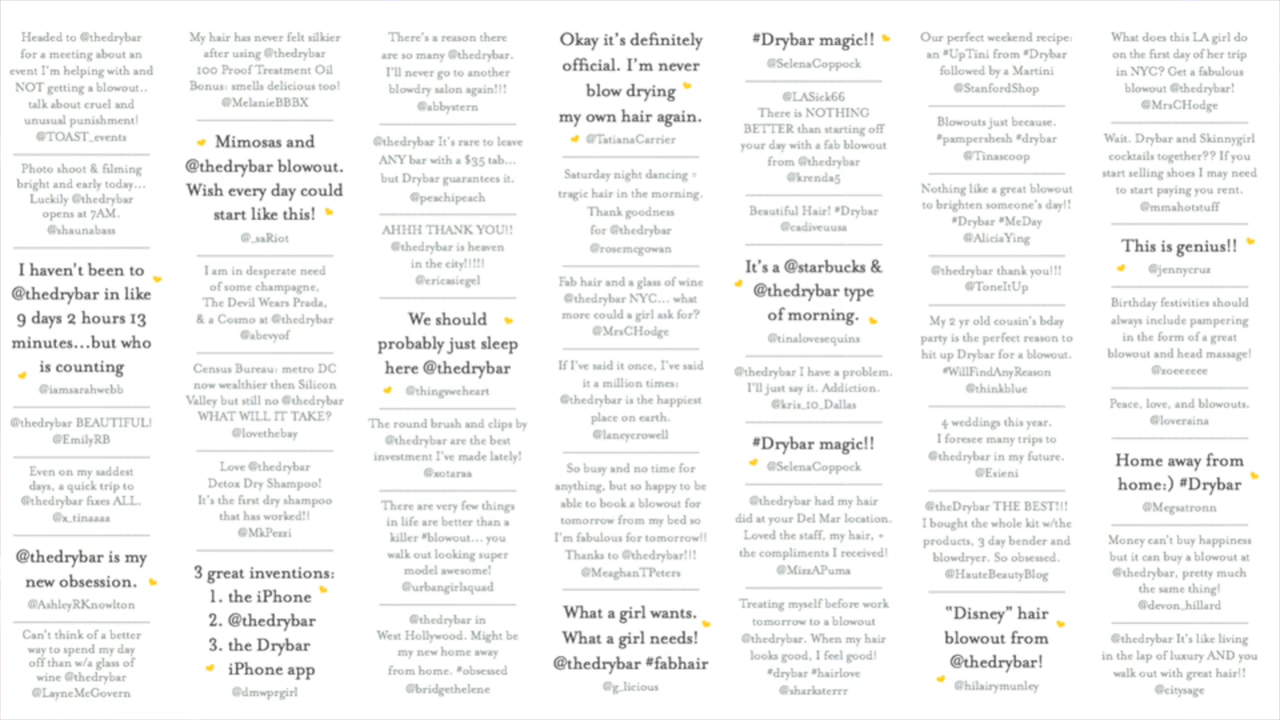 Headed to @thedrybar
for a meeting about an
event I'm helping with and
NOT getting a blowout..
talk about cruel and
unusual punishment!
@TOAST_events
Photo shoot & filming
bright and early today...
Luckily @thedrybar
opens at 7AM.
@shaunabass
I haven't been to
@thedrybar in like
9 days 2 hours 13
minutes...but who
is counting
@iamsarahwebb
@thedrybar BEAUTIFUL!
@EmilyRB
Even on my saddest
days, a quick trip to
@thedrybar fixes ALL.
@x_tinaaaa
@thedrybar is my
new obsession.
@AshleyRKnowlton
Can't think of a better
way to spend my day
off than w/a glass of
wine @thedrybar
@LayneMcGovern
My hair has never felt silkier
after using @thedrybar
100 Proof Treatment Oil
Bonus: smells delicious too!
@MelanieBBBX
Mimosas and
@thedrybar blowout.
Wish every day could
start like this!
@_saRiot
I am in desperate need
of some champagne,
The Devil Wears Prada,
& a Cosmo at @thedrybar
@abevyof
Census Bureau: metro DC
now wealthier then Silicon
Valley but still no @thedrybar
WHAT WILL IT TAKE?
@lovethebay
Love @thedrybar
Detox Dry Shampoo!
It's the first dry shampoo
that has worked!!
@MkPezzi
3 great inventions:
1. the iPhone
2. @thedrybar
3. the Drybar
iPhone app
@dmwprgirl
There's a reason there
are so many @thedrybar.
I'll never go to another
blowdry salon again!!!
@abbystern
@thedrybar It's rare to leave
ANY bar with a $35 tab...
but Drybar guarantees it.
@peachipeach
AHHH THANK YOU!!
@thedrybar is heaven
in the city!!!!!
@ericasiegel
We should
probably just sleep
here @thedrybar
@thingsweheart
The round brush and clips by
@thedrybar are the best
investment I've made lately!
@xotaraa
There are very few things
in life are better than a
killer #blowout... you
walk out looking super
model awesome!
@urbangirlsquad
@thedrybar in
West Hollywood. Might be
my new home away
from home. #obsessed
@bridgethelene
Okay it's definitely
official. I'm never
blow drying
my own hair again.
@TatianaCarrier
Saturday night dancing =
tragic hair in the morning.
Thank goodness
for @thedrybar
@rosemcgowan
Fab hair and a glass of wine
@thedrybar NYC... what
more could a girl ask for?
@MrsCHodge
If I've said it once, I've said
it a million times:
@thedrybar is the happiest
place on earth.
@laneycrowell
So busy and no time for
anything, but so happy to be
able to book a blowout for
tomorrow from my bed so
I'm fabulous for tomorrow!!
Thanks to @thedrybar!!!
@MeaghanTPeters
What a girl wants.
What a girl needs!
@thedrybar #fabhair
@g_licious
#Drybar magic!!
@SelenaCoppock
@LASick66
There is NOTHING
BETTER than starting off
your day with a fab blowout
from @thedrybar
@krenda5
Beautiful Hair! #Drybar
@cadiveuusa
It's a @starbucks &
@thedrybar type
of morning.
@tinalovesequins
@thedrybar I have a problem.
I'll just say it. Addiction.
@kris_10_Dallas
#Drybar magic!!
@SelenaCoppock
@thedrybar had my hair
did at your Del Mar location.
Loved the staff, my hair, +
the compliments I received!
@MizzAPuma
Treating myself before work
tomorrow to a blowout
@thedrybar. When my hair
looks good, I feel good!
#drybar #hairlove
@sharksterrr
Our perfect weekend recipe:
an #UpTini from #Drybar
followed by a Martini
@StanfordShop
Blowouts just because.
#pampershesh #drybar
@Tinascoop
Nothing like a great blowout
to brighten someone's day!!
#Drybar #MeDay
@AliciaYing
@thedrybar thank you!!!
@ToneItUp
My 2 yr old cousin's bday
party is the perfect reason to
hit up Drybar for a blowout.
#WillFindAnyReason
@thinkblue
4 weddings this year.
I foresee many trips to
@thedrybar in my future.
@Esieni
@theDrybar THE BEST!!!
I bought the whole kit w/the
products, 3 day bender and
blowdryer. So obsessed.
@HauteBeautyBlog
"Disney" hair
blowout from
@thedrybar!
@hilairymunley
What does this LA girl do
on the first day of her trip
in NYC? Get a fabulous
blowout @thedrybar!
@MrsCHodge
Wait. Drybar and Skinnygirl
cocktails together?? If you
start selling shoes I may need
to start paying you rent.
@mmahotstuff
This is genius!!
@jennycruz
Birthday festivities should
always include pampering
in the form of a great
blowout and head massage!
@soeeeeee
Peace, love, and blowouts.
@loveraina
Home away from
home:) #Drybar
@Megsatronn
Money can't buy happiness
but it can buy a blowout at
@thedrybar, pretty much
the same thing!
@devon_hillard
@thedrybar It's like living
in the lap of luxury AND you
walk out with great hair!!
@citysage